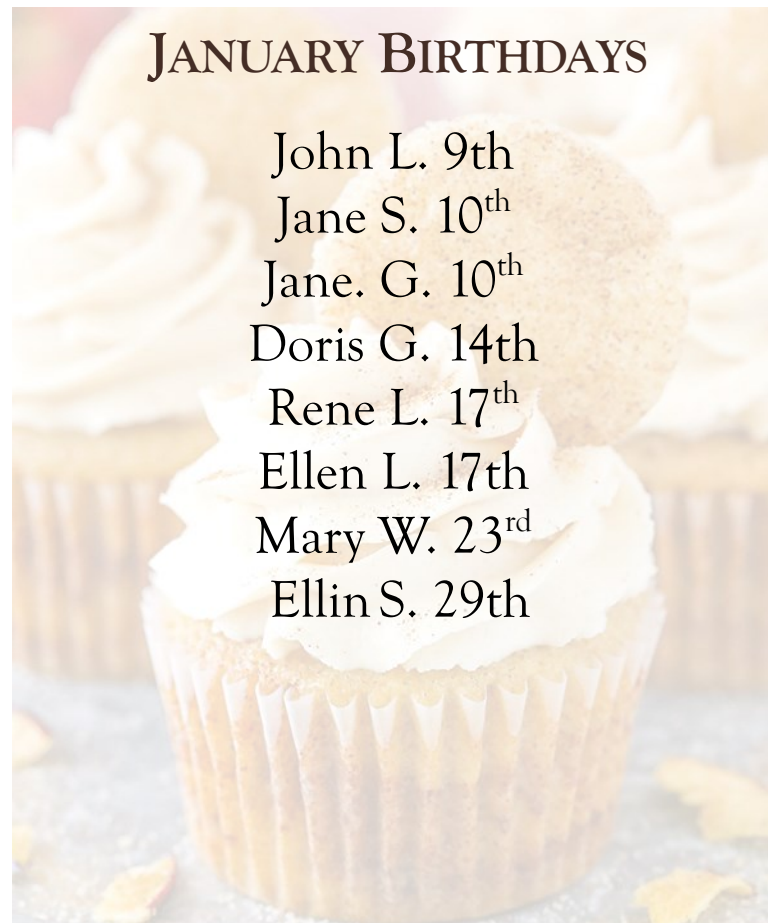 January Birthdays
John L. 9th
Jane S. 10th
Jane. G. 10th
Doris G. 14th
Rene L. 17th
Ellen L. 17th
Mary W. 23rd
Ellin S. 29th